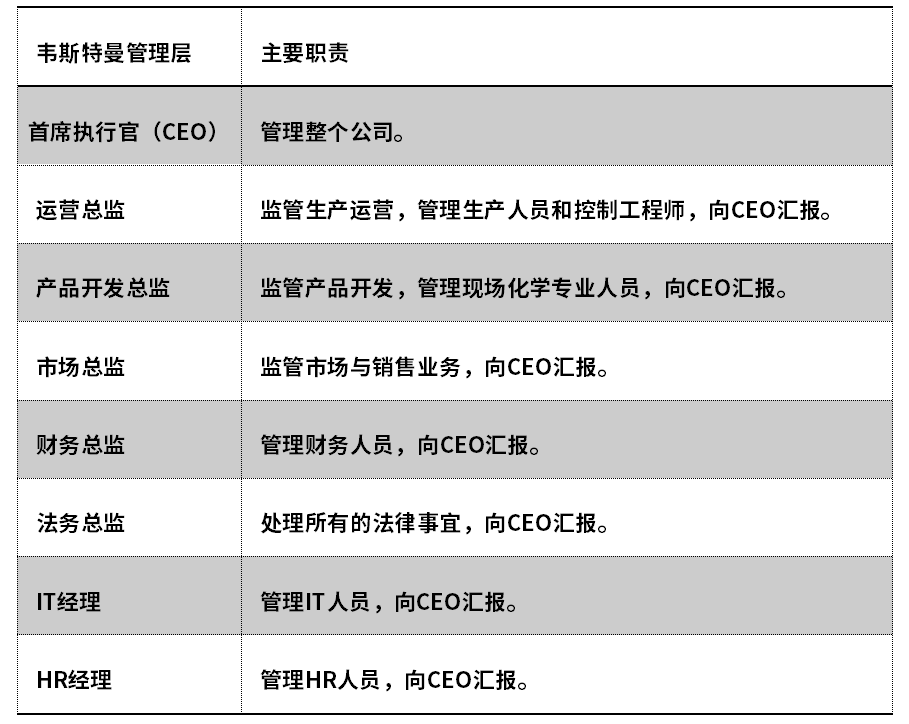 韦斯特曼管理层 主要职责
首席执行官（CEO） 管理整个公司。
运营总监 监管生产运营，管理生产人员和控制工程师，向CEO汇报。
产品开发总监 监管产品开发，管理现场化学专业人员，向CEO汇报。
市场总监 监管市场与销售业务，向CEO汇报。
财务总监 管理财务人员，向CEO汇报。
法务总监 处理所有的法律事宜，向CEO汇报。
IT经理 管理IT人员，向CEO汇报。
HR经理 管理HR人员，向CEO汇报。